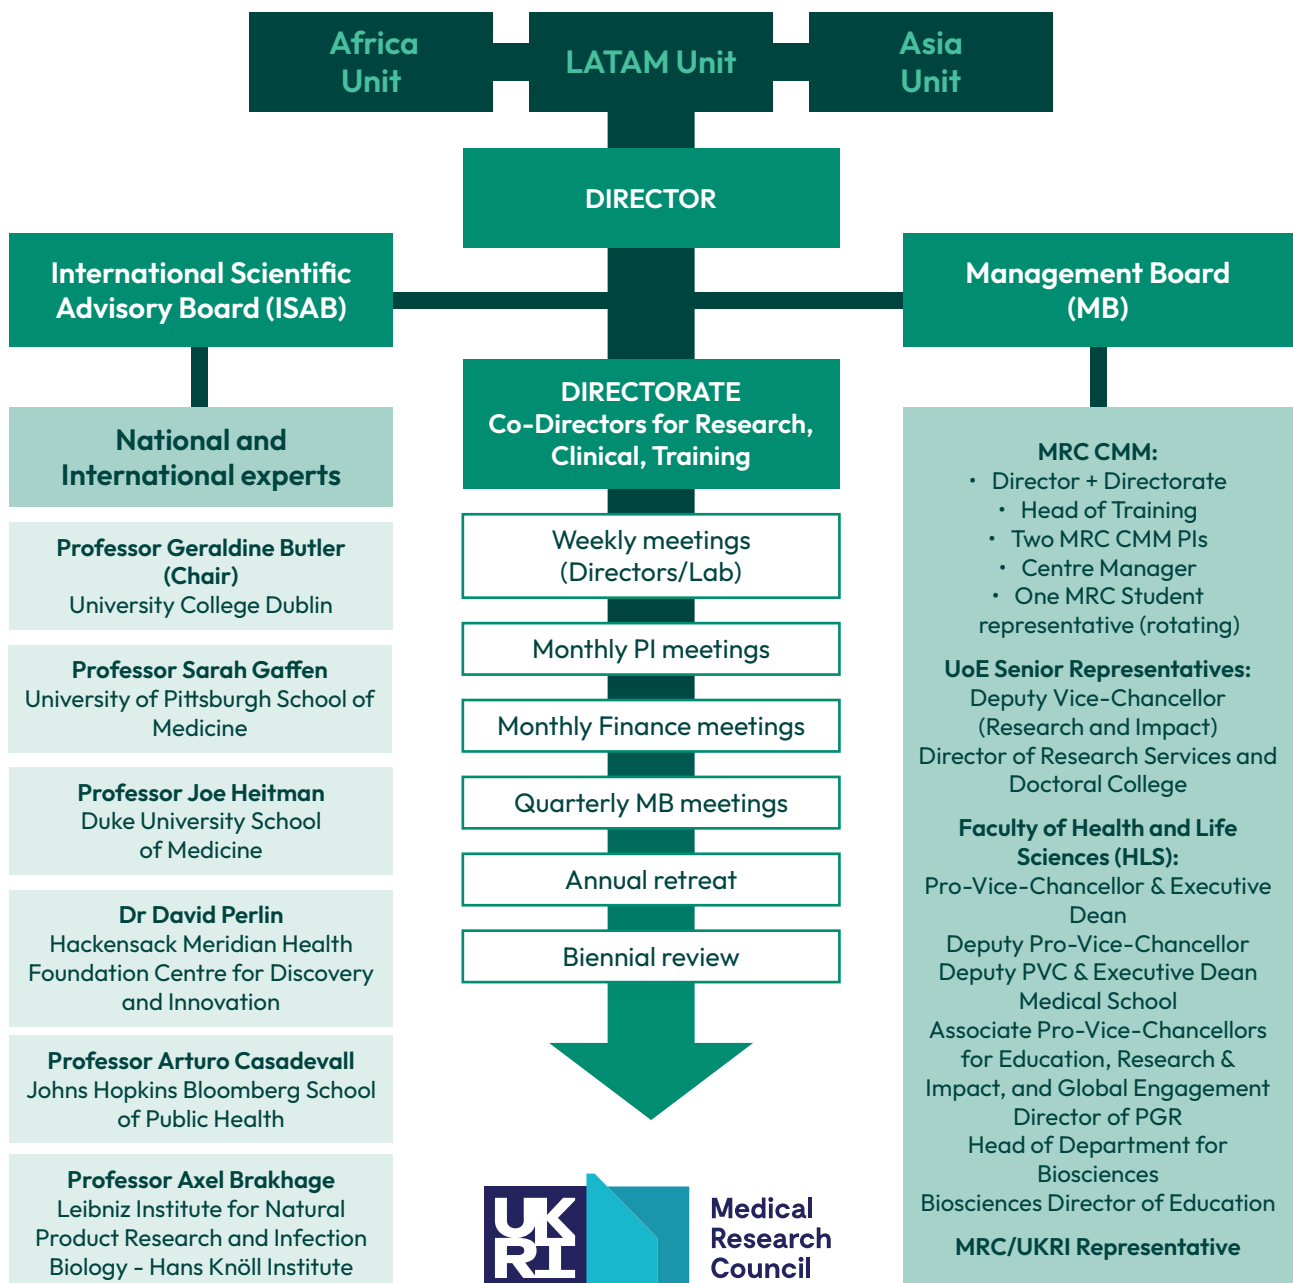 Africa
Unit
LATAM Unit
Asia
Unit
DIRECTOR
International Scientific
Advisory Board (ISAB)
Management Board
(MB)
DIRECTORATE
Co-Directors for Research,
Clinical, Training
National and
International experts
Professor Geraldine Butler
(Chair)
University College Dublin
Professor Sarah Gaffen
University of Pittsburgh School of
Medicine
Professor Joe Heitman
Duke University School
of Medicine
Dr David Perlin
Hackensack Meridian Health
Foundation Centre for Discovery
and Innovation
Professor Arturo Casadevall
Johns Hopkins Bloomberg School
of Public Health
Professor Axel Brakhage
Leibniz Institute for Natural
Product Research and Infection
Biology - Hans Knöll Institute
Weekly meetings
(Directors/Lab)
Monthly PI meetings
Monthly Finance meetings
Quarterly MB meetings
Annual retreat
Biennial review
MRC CMM:
• Director + Directorate
• Head of Training
• Two MRC CMM PIs
• Centre Manager
• One MRC Student
representative (rotating)
UoE Senior Representatives:
Deputy Vice-Chancellor
(Research and Impact)
Director of Research Services and
Doctoral College
Faculty of Health and Life
Sciences (HLS):
Pro-Vice-Chancellor & Executive
Dean
Deputy Pro-Vice-Chancellor
Deputy PVC & Executive Dean
Medical School
Associate Pro-Vice-Chancellors
for Education, Research &
Impact, and Global Engagement
Director of PGR
Head of Department for
Biosciences
Biosciences Director of Education
MRC/UKRI Representative
UK
RI
Medical
Research
Council